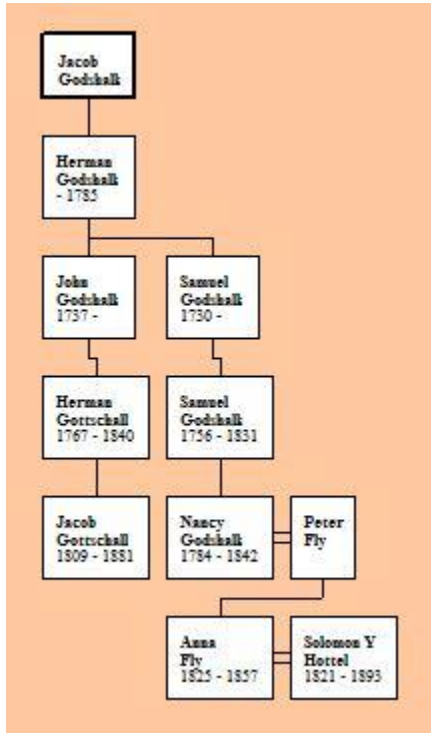 Jacob
Godshalk
Herman
Godshalk
- 1785
John
Godshalk
1737 -
Samuel
Godshalk
1730 -
Herman
Gottschall
1767 - 1840
Samuel
Godshalk
1756 - 1831
Jacob
Gottschall
1809 - 1881
Nancy
Godshalk
1784 - 1842
Peter
Fly
Anna
Fly
1825 - 1857
Solomon Y
Hottel
1821 - 1893